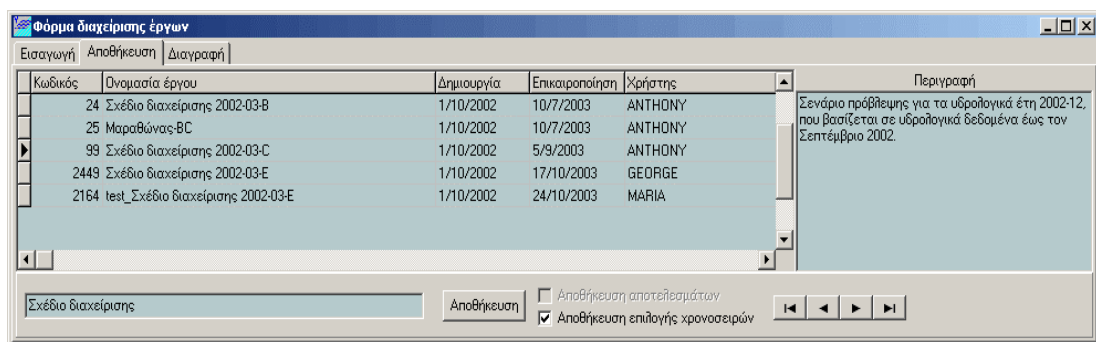 Φόρμα διαχείρισης έργων
Εισαγωγή Αποθήκευση Διαγραφή
Κωδικός Ονομασία έργου Δημιουργία Επικαιροποίηση Χρήστης Περιγραφή
24 Σχέδιο διαχείρισης 2002-03-B 1/10/2002 10/7/2003 ANTHONY
25 Μαραθώνας-BC 1/10/2002 10/7/2003 ANTHONY
99 Σχέδιο διαχείρισης 2002-03-C 1/10/2002 5/9/2003 ANTHONY
2449 Σχέδιο διαχείρισης 2002-03-E 1/10/2002 17/10/2003 GEORGE
2164 test_Σχέδιο διαχείρισης 2002-03-E 1/10/2002 24/10/2003 MARIA
Σενάριο πρόβλεψης για τα υδρολογικά έτη 2002-12,
που βασίζεται σε υδρολογικά δεδομένα έως τον
Σεπτέμβριο 2002.
Σχέδιο διαχείρισης
Αποθήκευση
Αποθήκευση αποτελεσμάτων
Αποθήκευση επιλογής χρονοσειρών